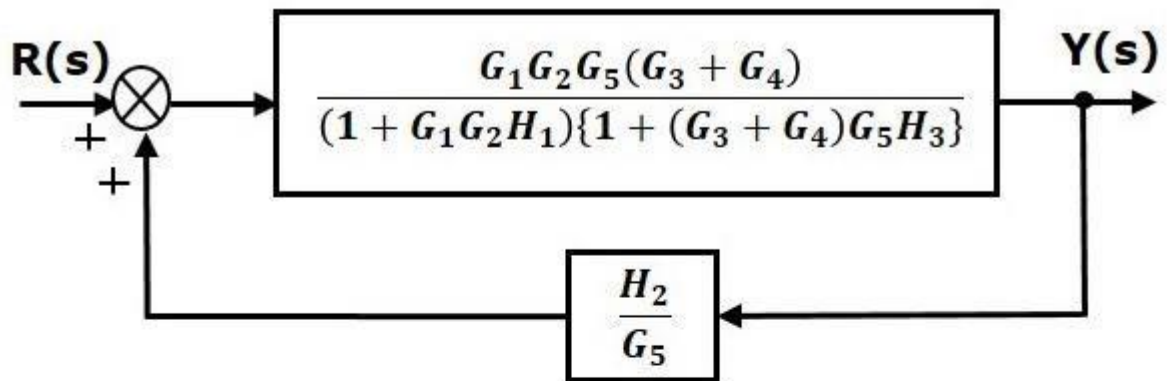 R(s)
+
+
G₁G₂G₅(G₃ + G₄)
(1 + G₁G₂H₁){1 + (G₃ + G₄)G₅H₃}
Y(s)
H₂
G₅